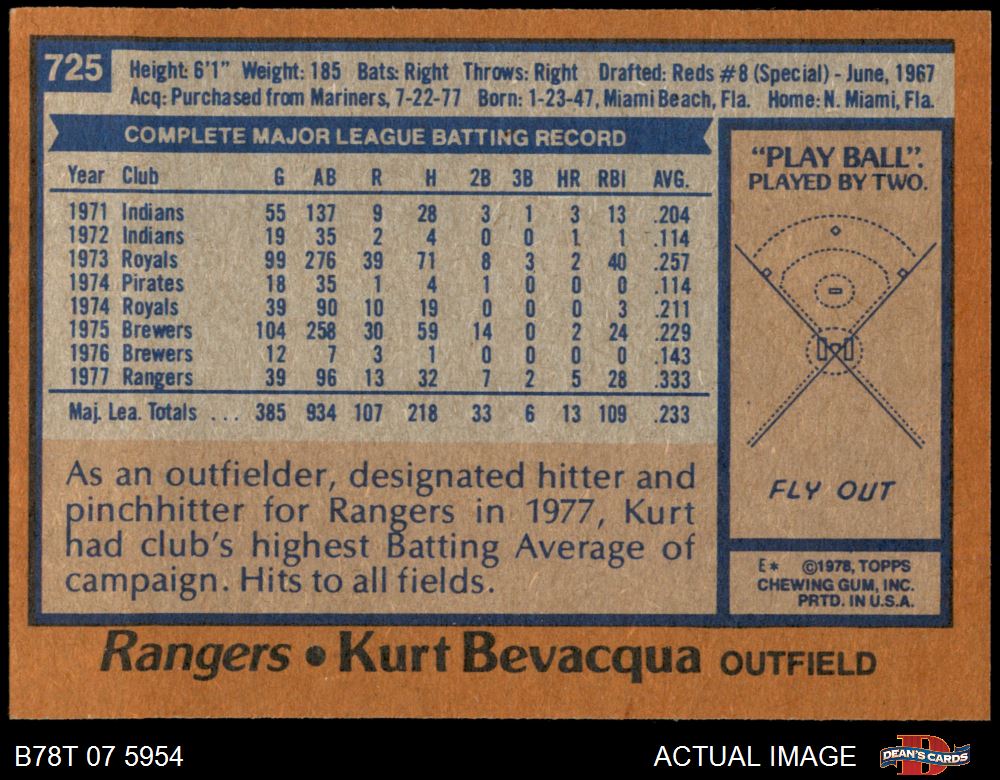 725
Height: 6'1" Weight: 185 Bats: Right Throws: Right Drafted: Reds #8 (Special) - June, 1967
Acq: Purchased from Mariners, 7-22-77 Born: 1-23-47, Miami Beach, Fla. Home: N. Miami, Fla.
COMPLETE MAJOR LEAGUE BATTING RECORD
Year Club G AB R H 2B 3B HR RBI AVG.
1971 Indians 55 137 9 28 3 1 3 13 .204
1972 Indians 19 35 2 4 0 0 1 1 .114
1973 Royals 99 276 39 71 8 3 2 40 .257
1974 Pirates 18 35 1 4 1 0 0 0 .114
1974 Royals 39 90 10 19 0 0 0 3 .211
1975 Brewers 104 258 30 59 14 0 2 24 .229
1976 Brewers 12 7 3 1 0 0 0 0 .143
1977 Rangers 39 96 13 32 7 2 5 28 .333
Maj. Lea. Totals ... 385 934 107 218 33 6 13 109 .233
As an outfielder, designated hitter and
pinchhitter for Rangers in 1977, Kurt
had club's highest Batting Average of
campaign. Hits to all fields.
"PLAY BALL".
PLAYED BY TWO.
FLY OUT
E* ©1978, TOPPS
CHEWING GUM, INC.
PRTD. IN U.S.A.
Rangers • Kurt Bevacqua OUTFIELD
B78T 07 5954 ACTUAL IMAGE DEAN'S CARDS